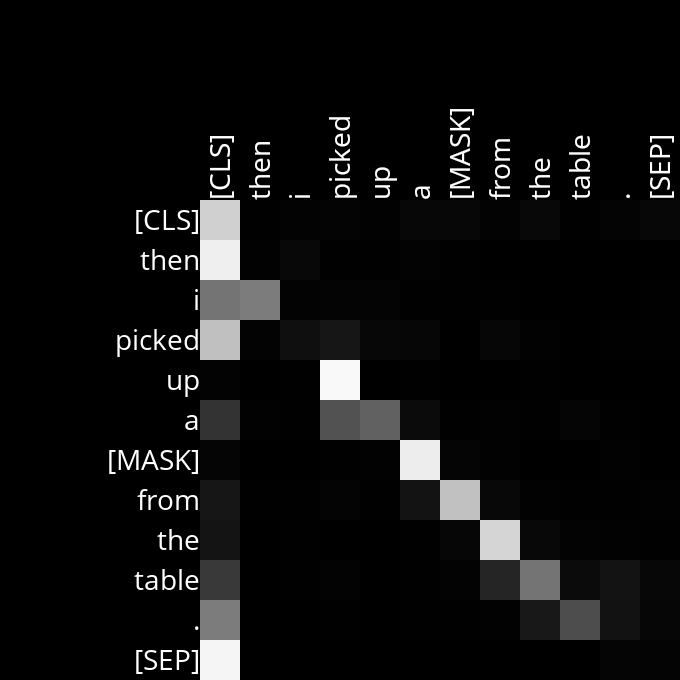 [CLS] then i picked up a [MASK] from the table . [SEP]
[CLS]
then
i
picked
up
a
[MASK]
from
the
table
.
[SEP]